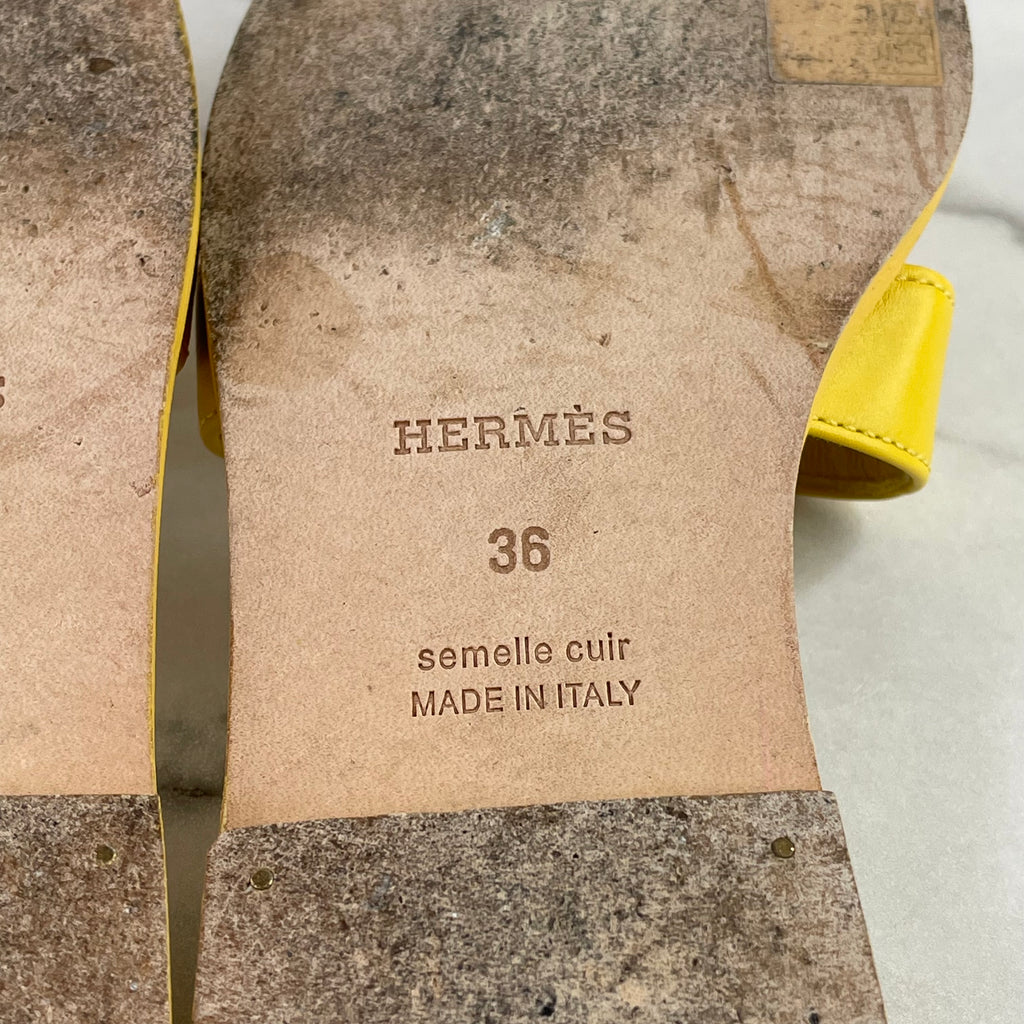 HERMÈS
36
semelle cuir
MADE IN ITALY